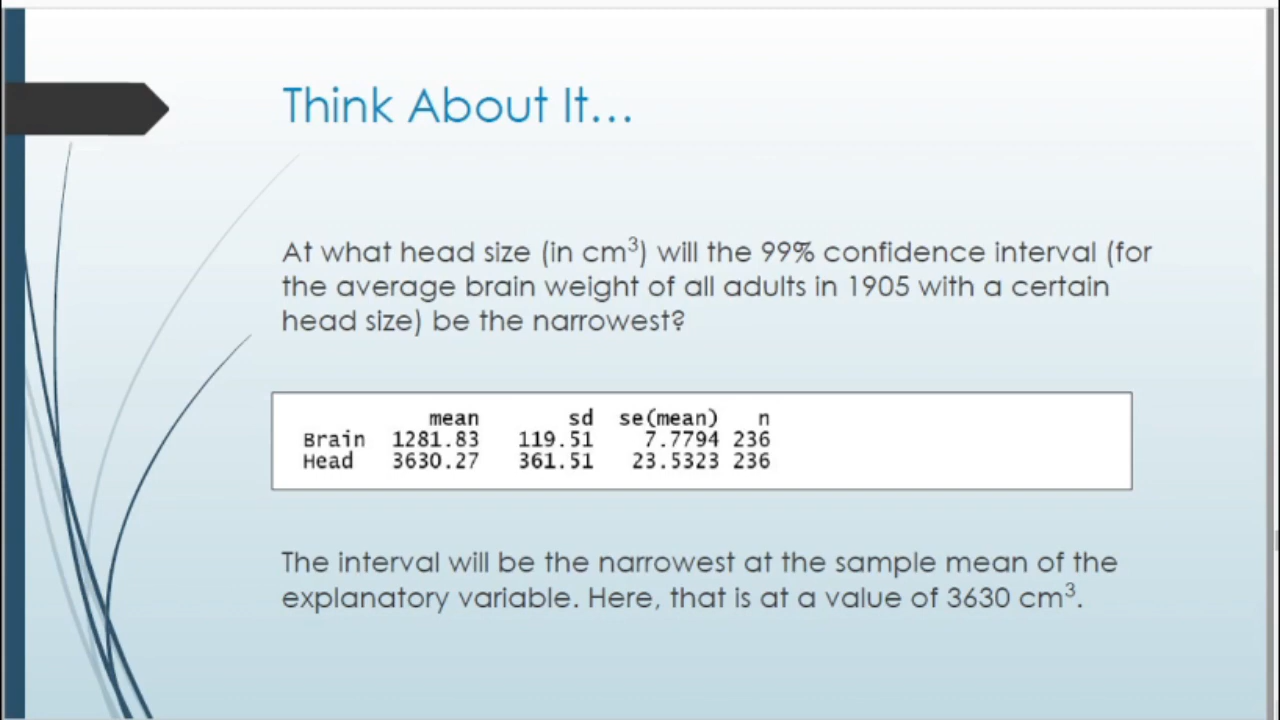 Think About It...
At what head size (in cm³) will the 99% confidence interval (for
the average brain weight of all adults in 1905 with a certain
head size) be the narrowest?
mean sd se(mean) n
Brain 1281.83 119.51 7.7794 236
Head 3630.27 361.51 23.5323 236
The interval will be the narrowest at the sample mean of the
explanatory variable. Here, that is at a value of 3630 cm³.